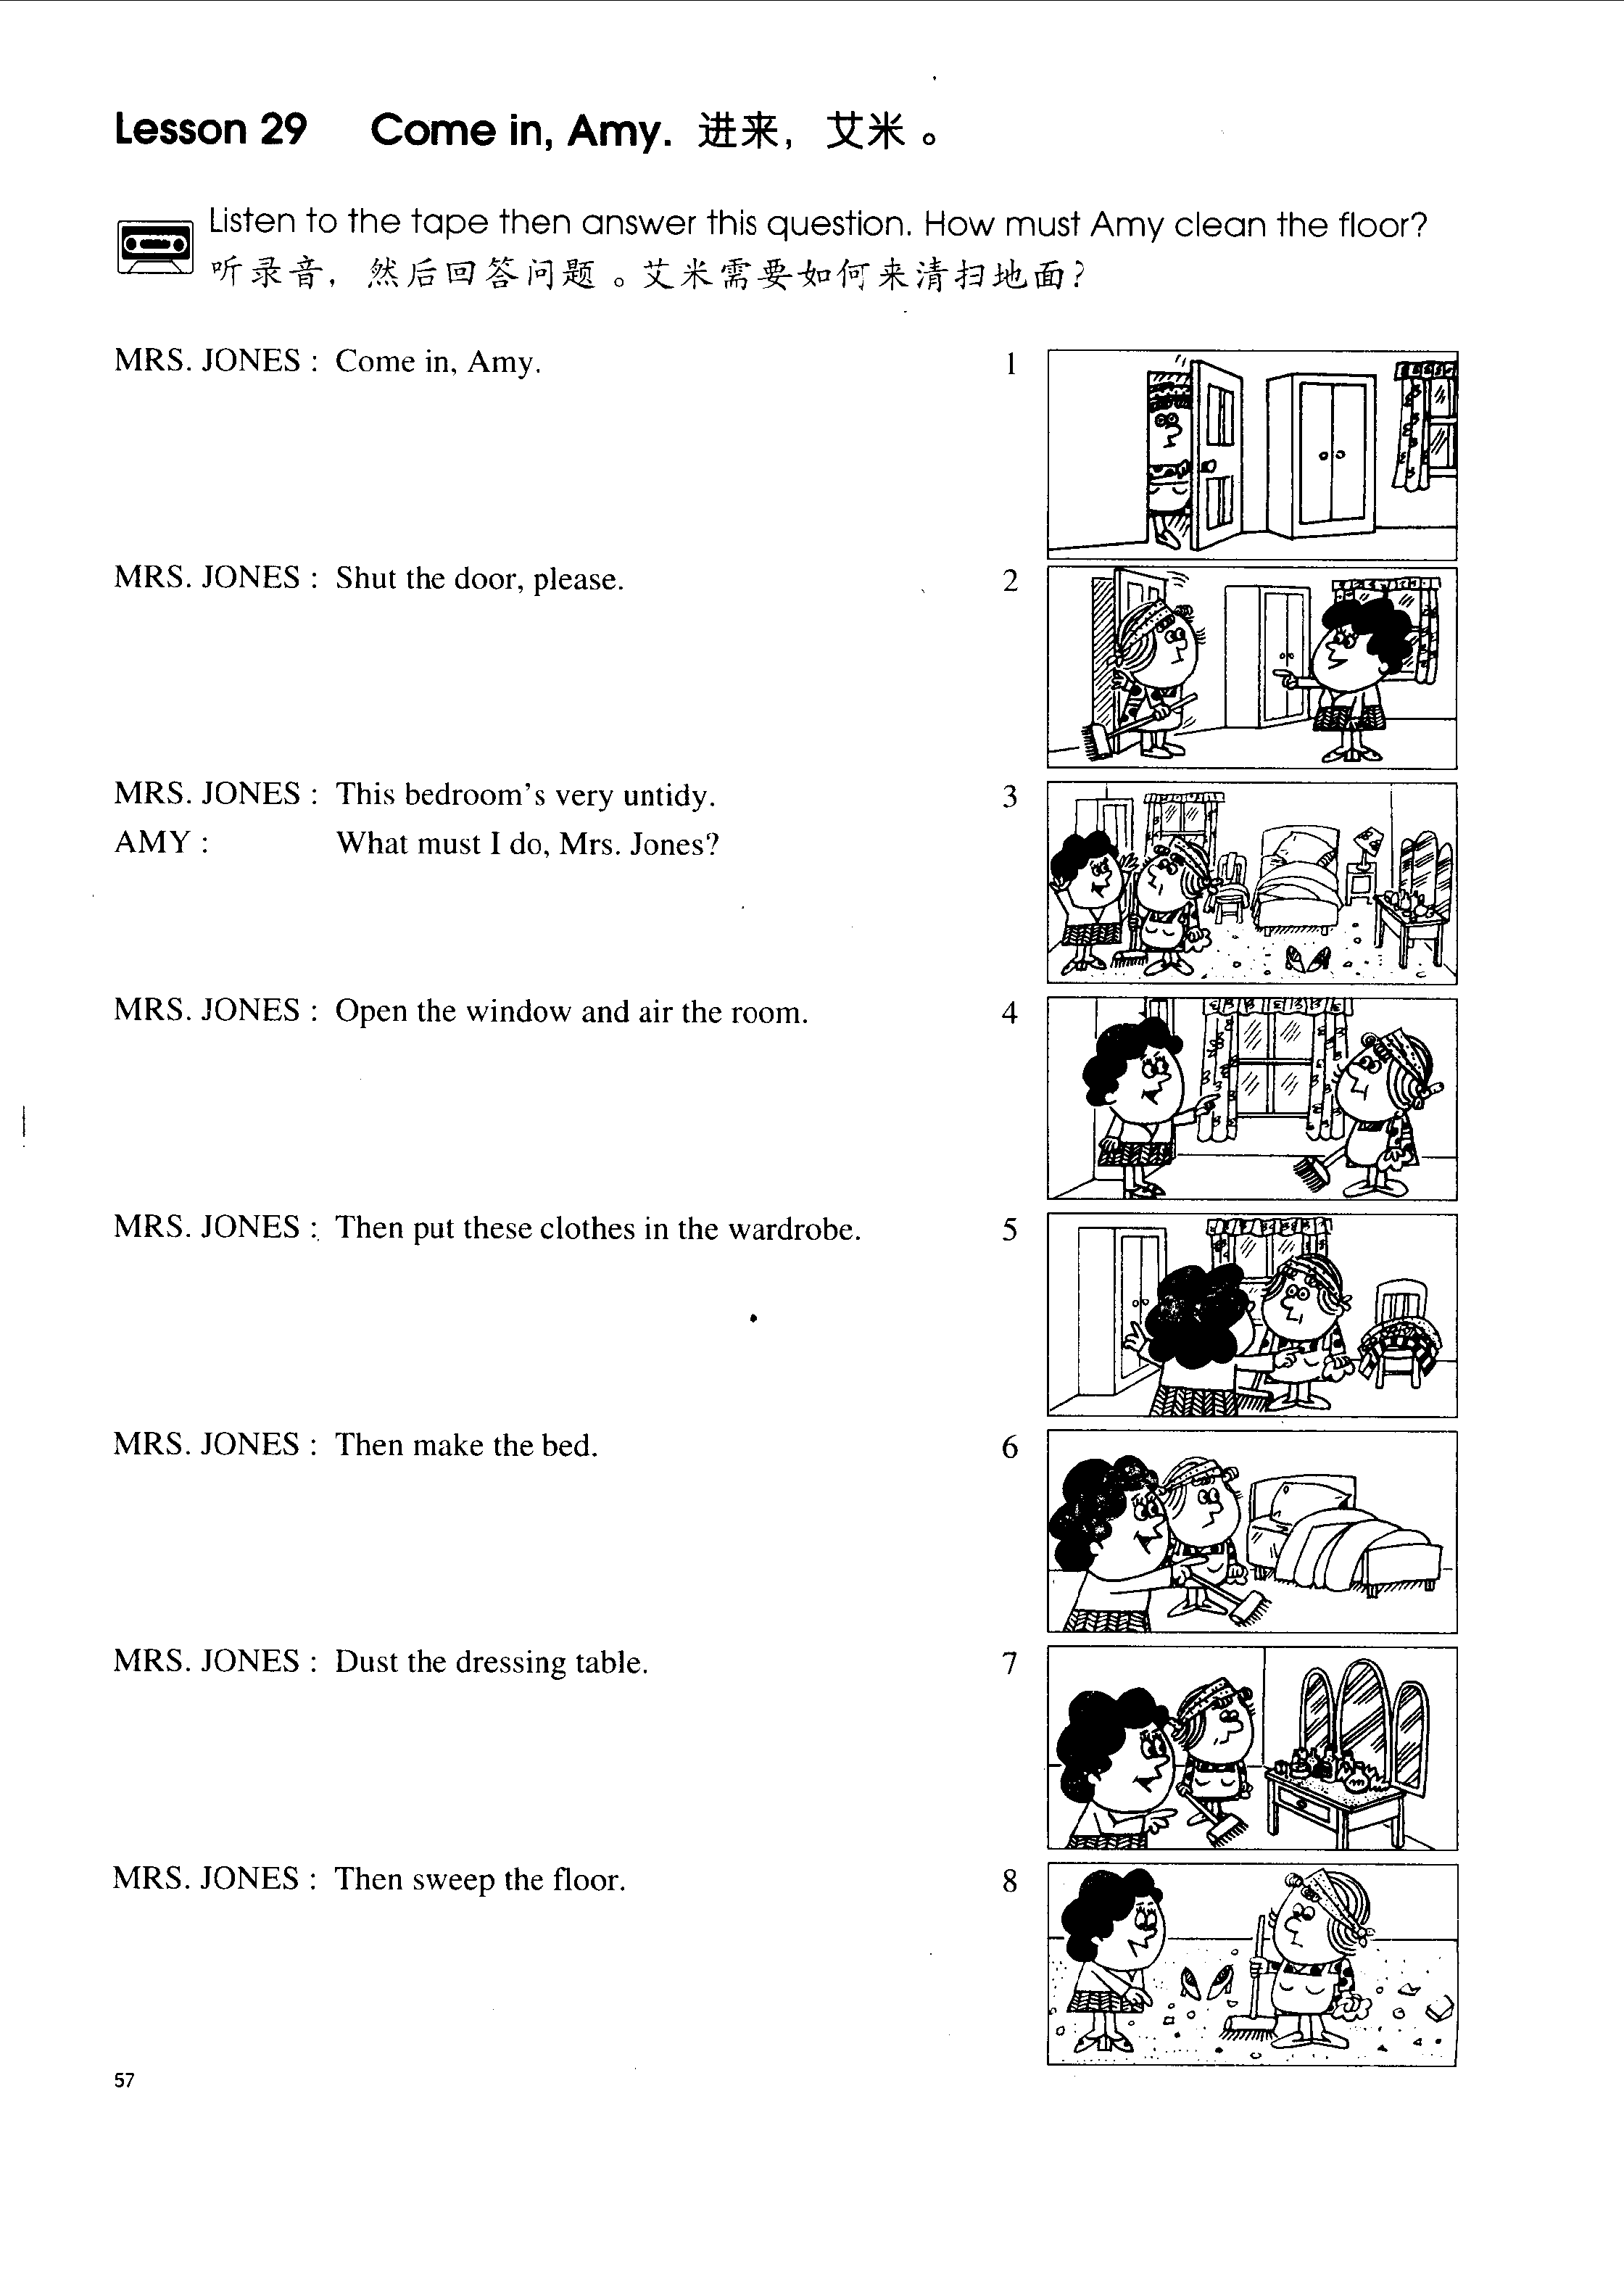 Lesson 29 Come in, Amy. 进来，艾米。
Listen to the tape then answer this question. How must Amy clean the floor?
听录音，然后回答问题。艾米需要如何来清扫地面？
MRS. JONES : Come in, Amy. 1
MRS. JONES : Shut the door, please. 2
MRS. JONES : This bedroom's very untidy. 3
AMY : What must I do, Mrs. Jones?
MRS. JONES : Open the window and air the room. 4
MRS. JONES : Then put these clothes in the wardrobe. 5
MRS. JONES : Then make the bed. 6
MRS. JONES : Dust the dressing table. 7
MRS. JONES : Then sweep the floor. 8
57